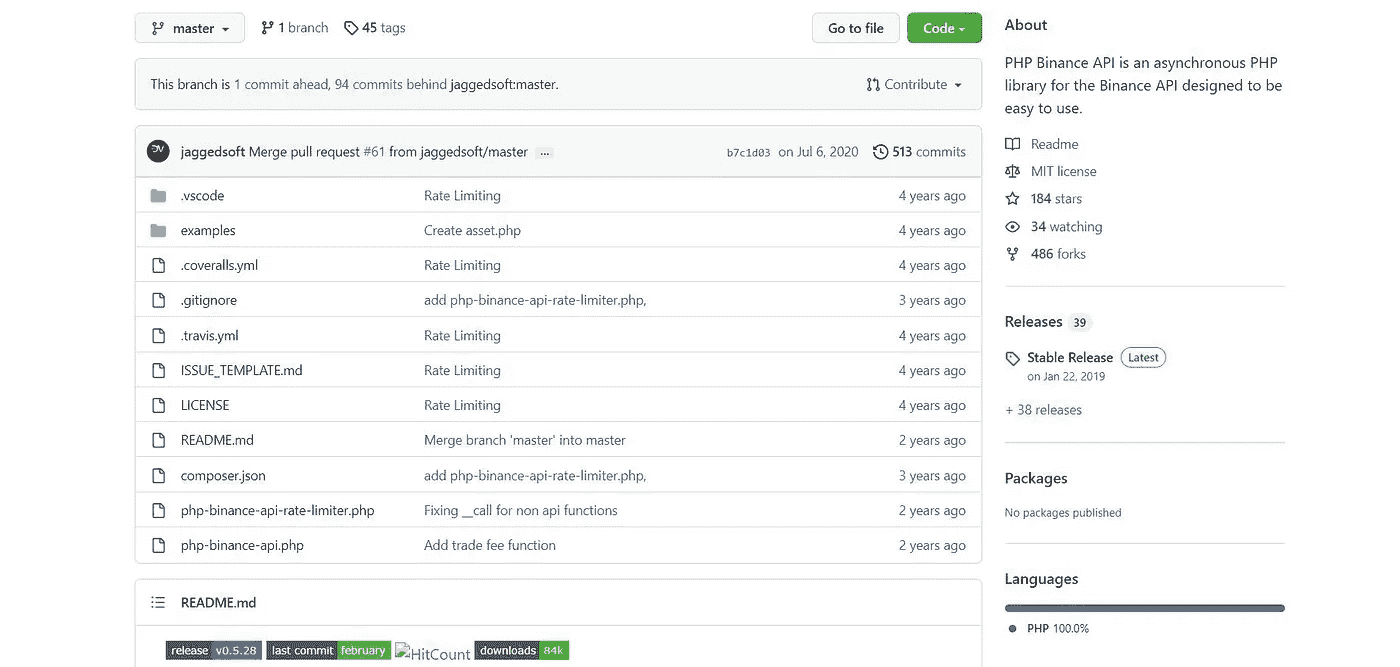 master
1 branch
45 tags
Go to file
Code
This branch is 1 commit ahead, 94 commits behind jaggedsoft:master.
Contribute
jaggedsoft Merge pull request #61 from jaggedsoft/master ...
b7c1d03 on Jul 6, 2020
513 commits
.vscode Rate Limiting 4 years ago
examples Create asset.php 4 years ago
.coveralls.yml Rate Limiting 4 years ago
.gitignore add php-binance-api-rate-limiter.php, 3 years ago
.travis.yml Rate Limiting 4 years ago
ISSUE_TEMPLATE.md Rate Limiting 4 years ago
LICENSE Rate Limiting 4 years ago
README.md Merge branch 'master' into master 2 years ago
composer.json add php-binance-api-rate-limiter.php, 3 years ago
php-binance-api-rate-limiter.php Fixing __call for non api functions 2 years ago
php-binance-api.php Add trade fee function 2 years ago
README.md
release v0.5.28 last commit february HitCount downloads 84k
About
PHP Binance API is an asynchronous PHP
library for the Binance API designed to be
easy to use.
Readme
MIT license
184 stars
34 watching
486 forks
Releases 39
Stable Release Latest
on Jan 22, 2019
+ 38 releases
Packages
No packages published
Languages
PHP 100.0%